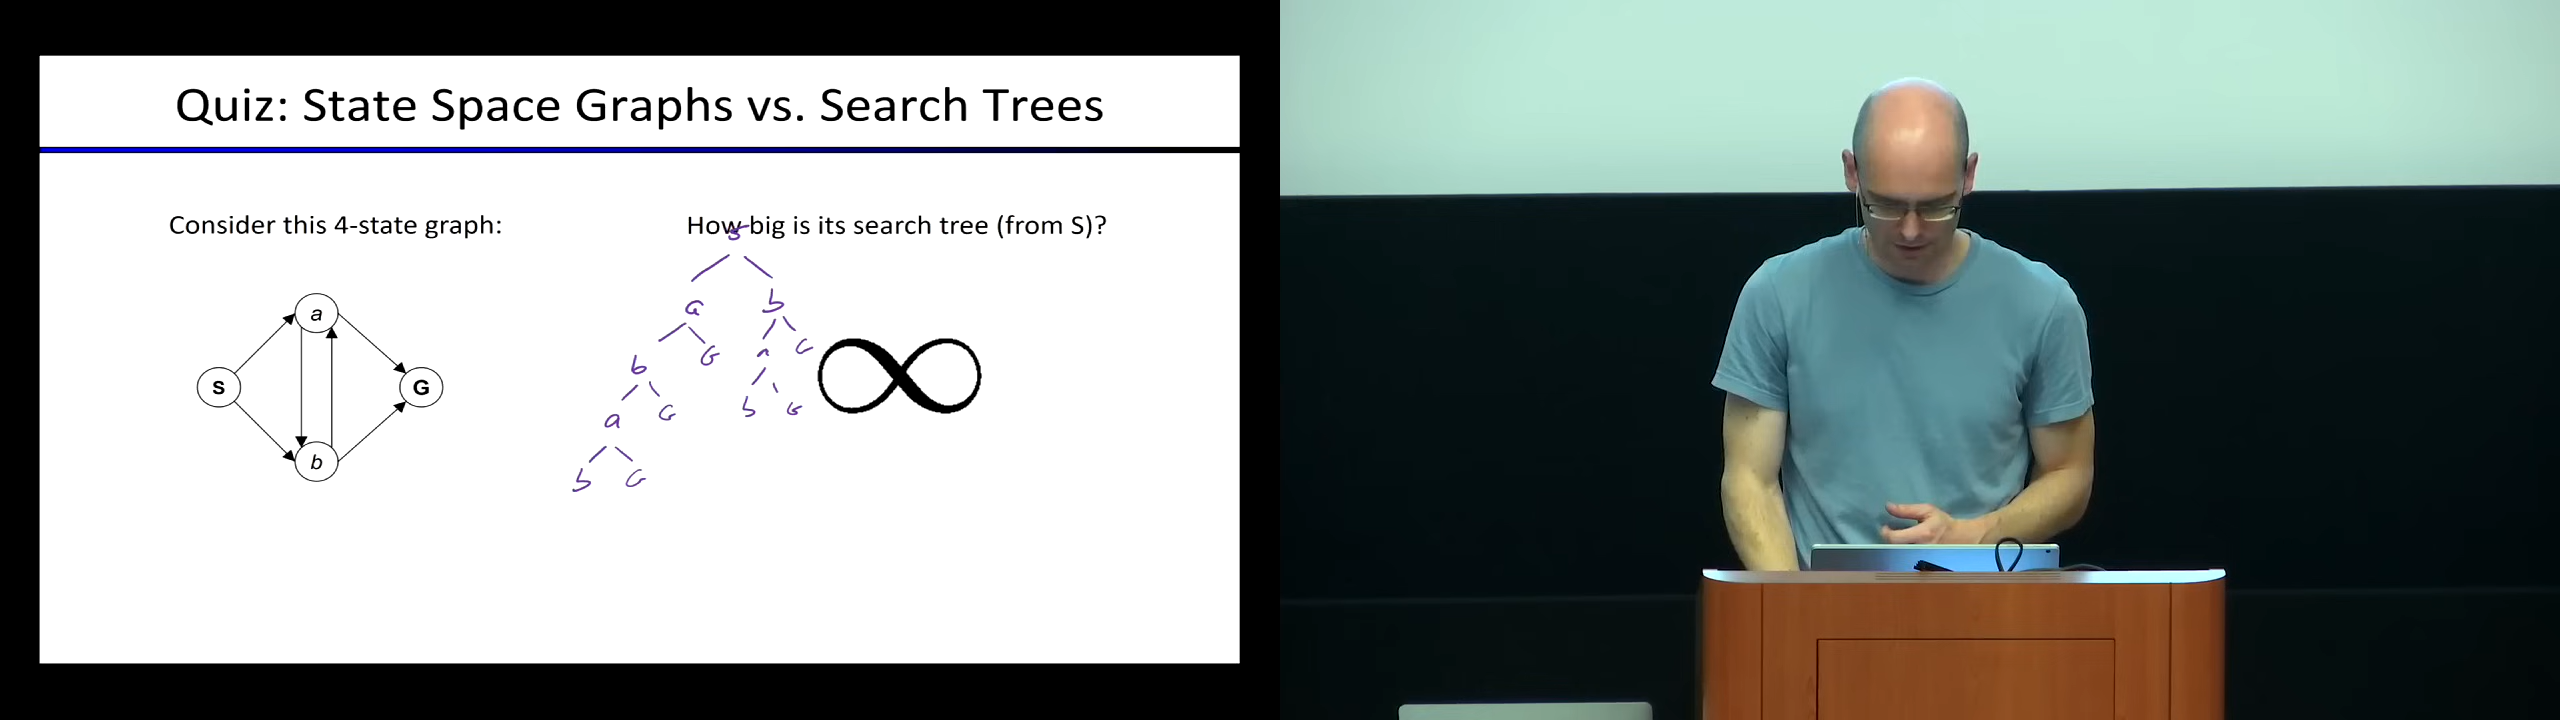 Quiz: State Space Graphs vs. Search Trees
Consider this 4-state graph:
How big is its search tree (from S)?
S
a b
a
b G a G
S G
b G b G
a
b
b G